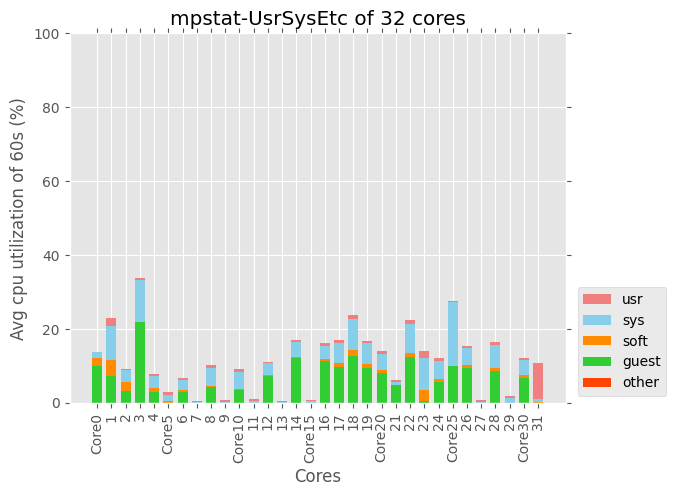 mpstat-UsrSysEtc of 32 cores
Avg cpu utilization of 60s (%)
100
80
60
40
20
0
Core0
1
2
3
4
Core5
6
7
8
9
Core10
11
12
13
14
Core15
16
17
18
19
Core20
21
22
23
24
Core25
26
27
28
29
Core30
31
Cores
usr
sys
soft
guest
other